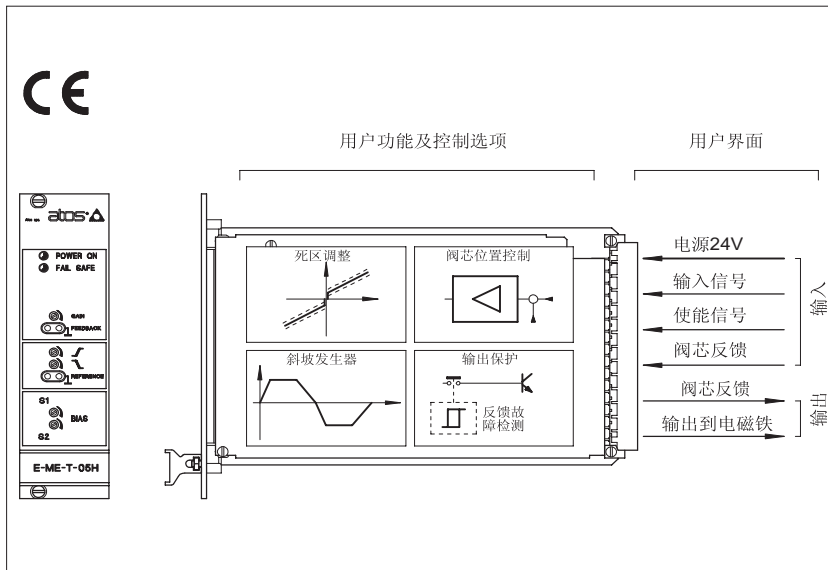 CE
用户功能及控制选项
用户界面
atos
POWER ON
FAIL SAFE
GAIN
FEEDBACK
REFERENCE
S1
BIAS
S2
E-ME-T-05H
死区调整
阀芯位置控制
斜坡发生器
输出保护
反馈故
障检测
电源24V
输入信号
使能信号
阀芯反馈
输入
阀芯反馈
输出到电磁铁
输出